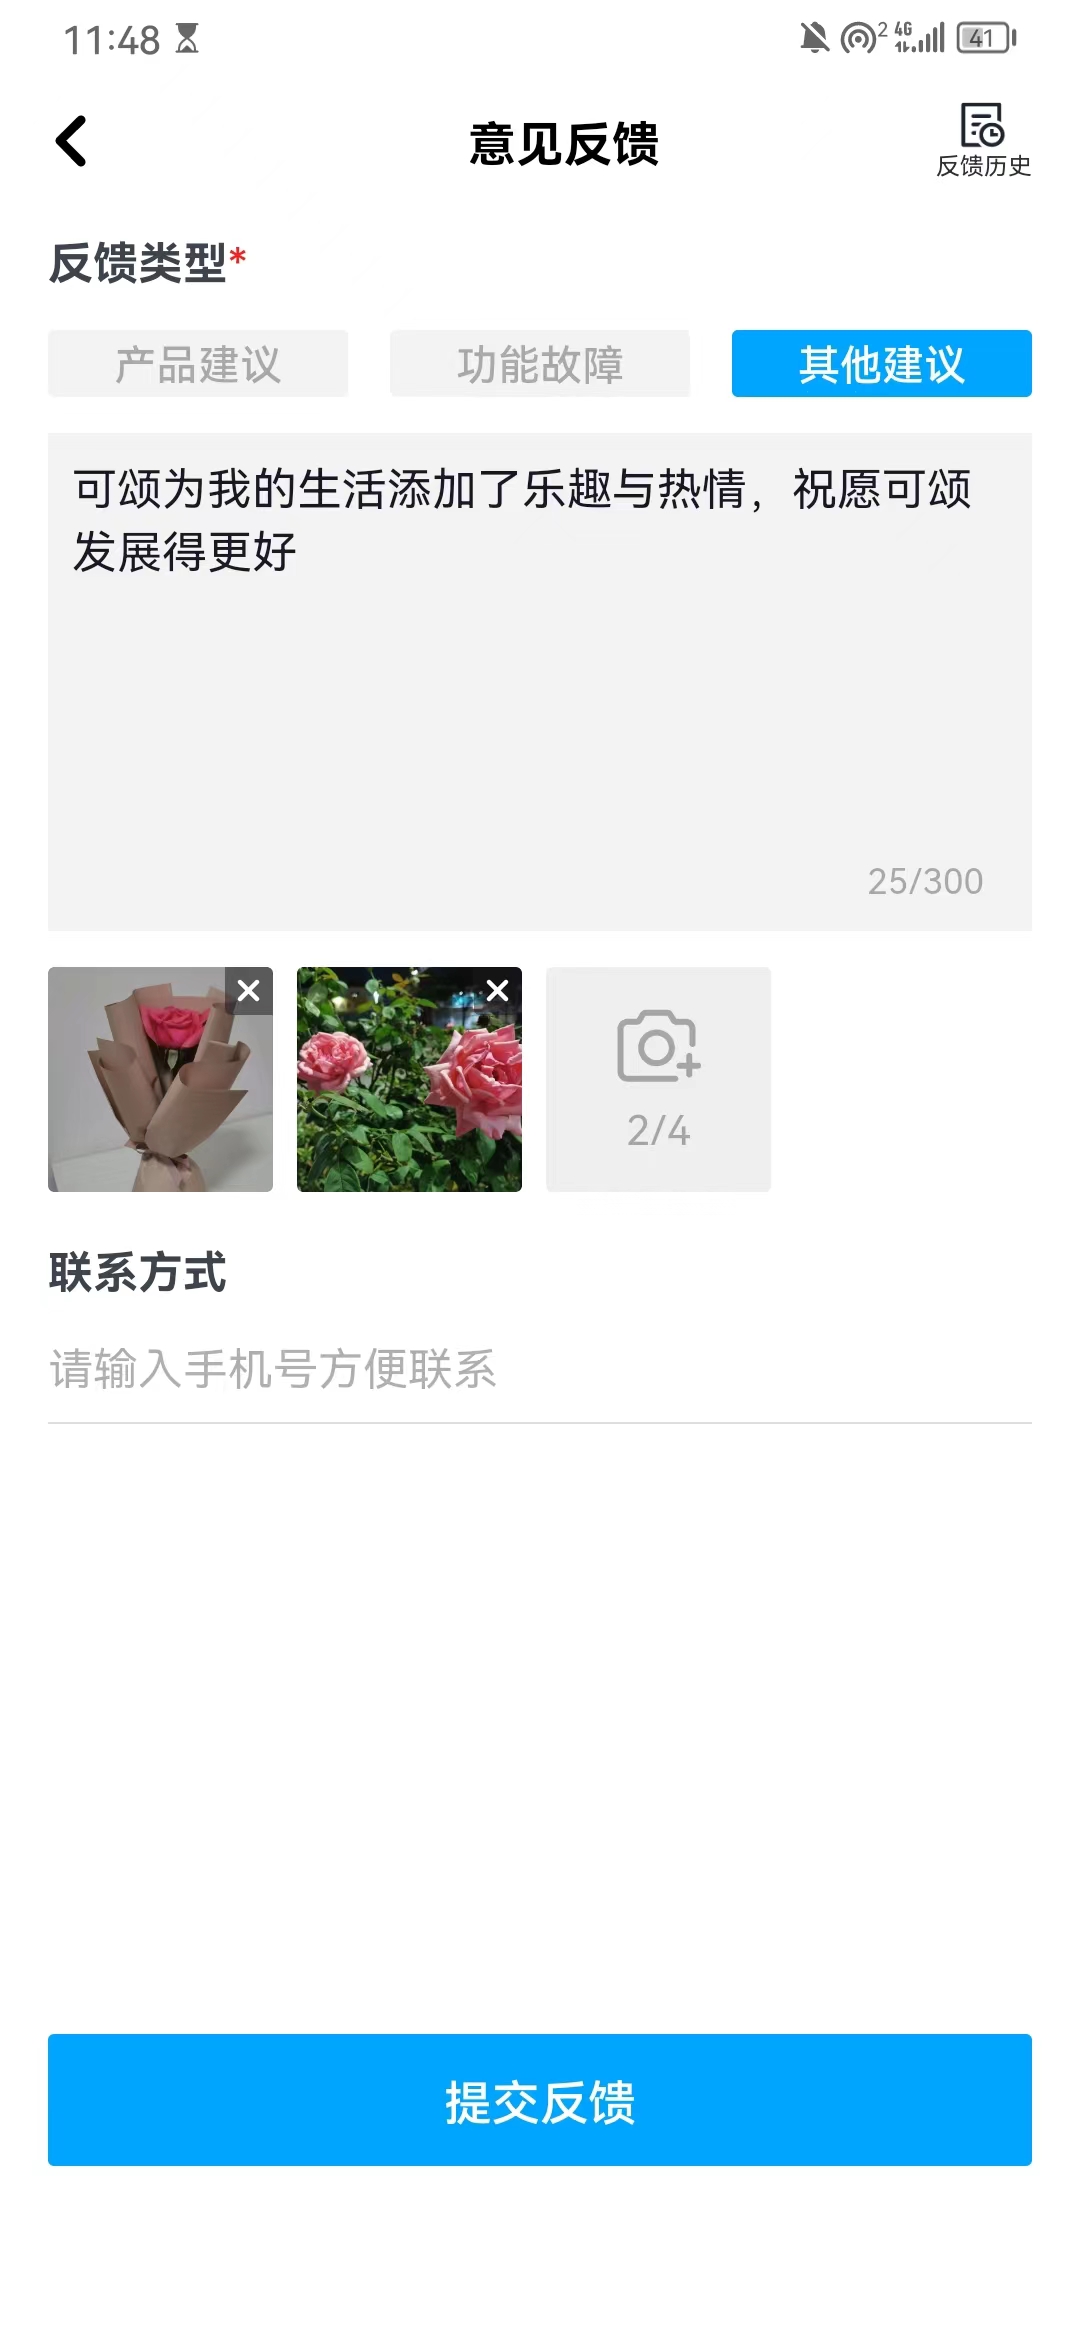 11:48
2 4G 41
意见反馈
反馈历史
反馈类型*
产品建议 功能故障 其他建议
可颂为我的生活添加了乐趣与热情，祝愿可颂
发展得更好
25/300
2/4
联系方式
请输入手机号方便联系
提交反馈